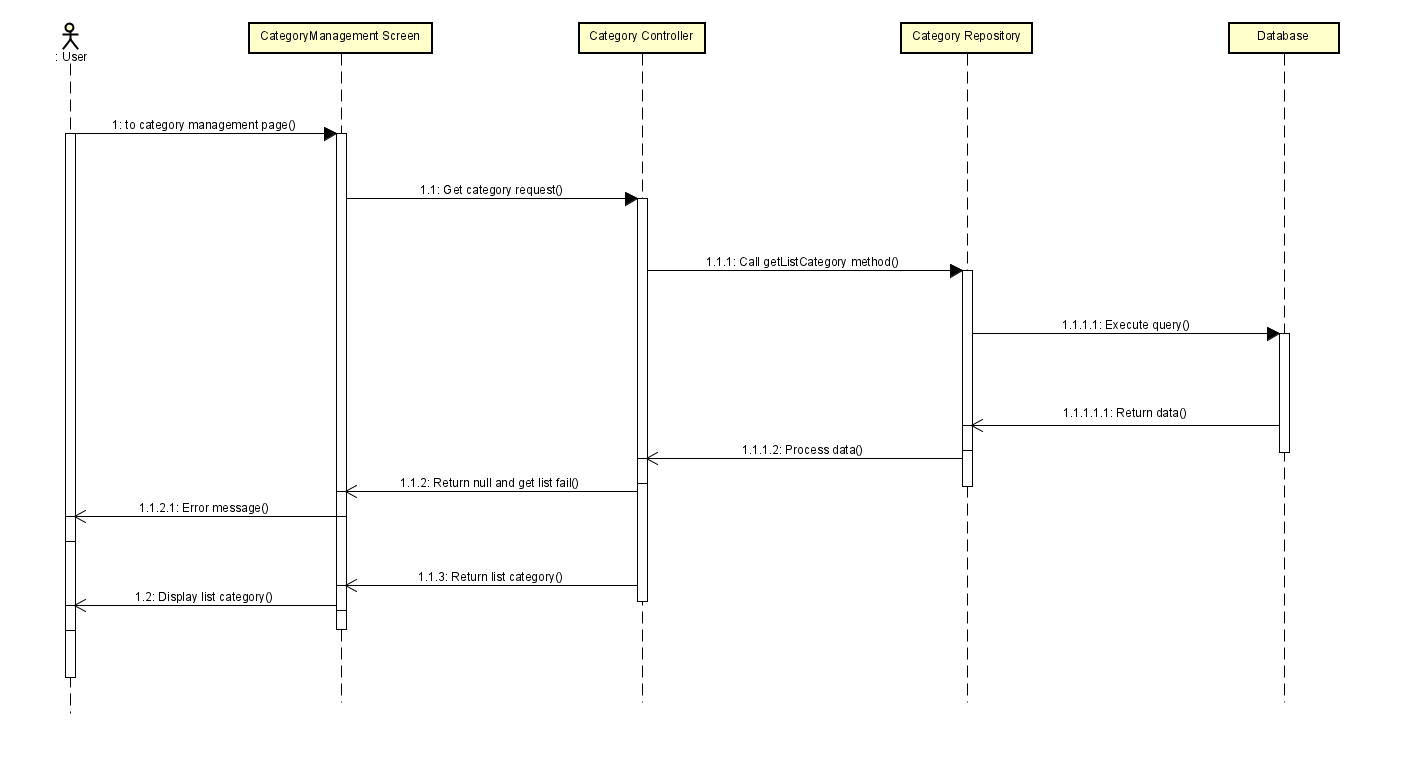 : User
CategoryManagement Screen
Category Controller
Category Repository
Database
1: to category management page()
1.1: Get category request()
1.1.1: Call getListCategory method()
1.1.1.1: Execute query()
1.1.1.1.1: Return data()
1.1.1.2: Process data()
1.1.2: Return null and get list fail()
1.1.2.1: Error message()
1.1.3: Return list category()
1.2: Display list category()